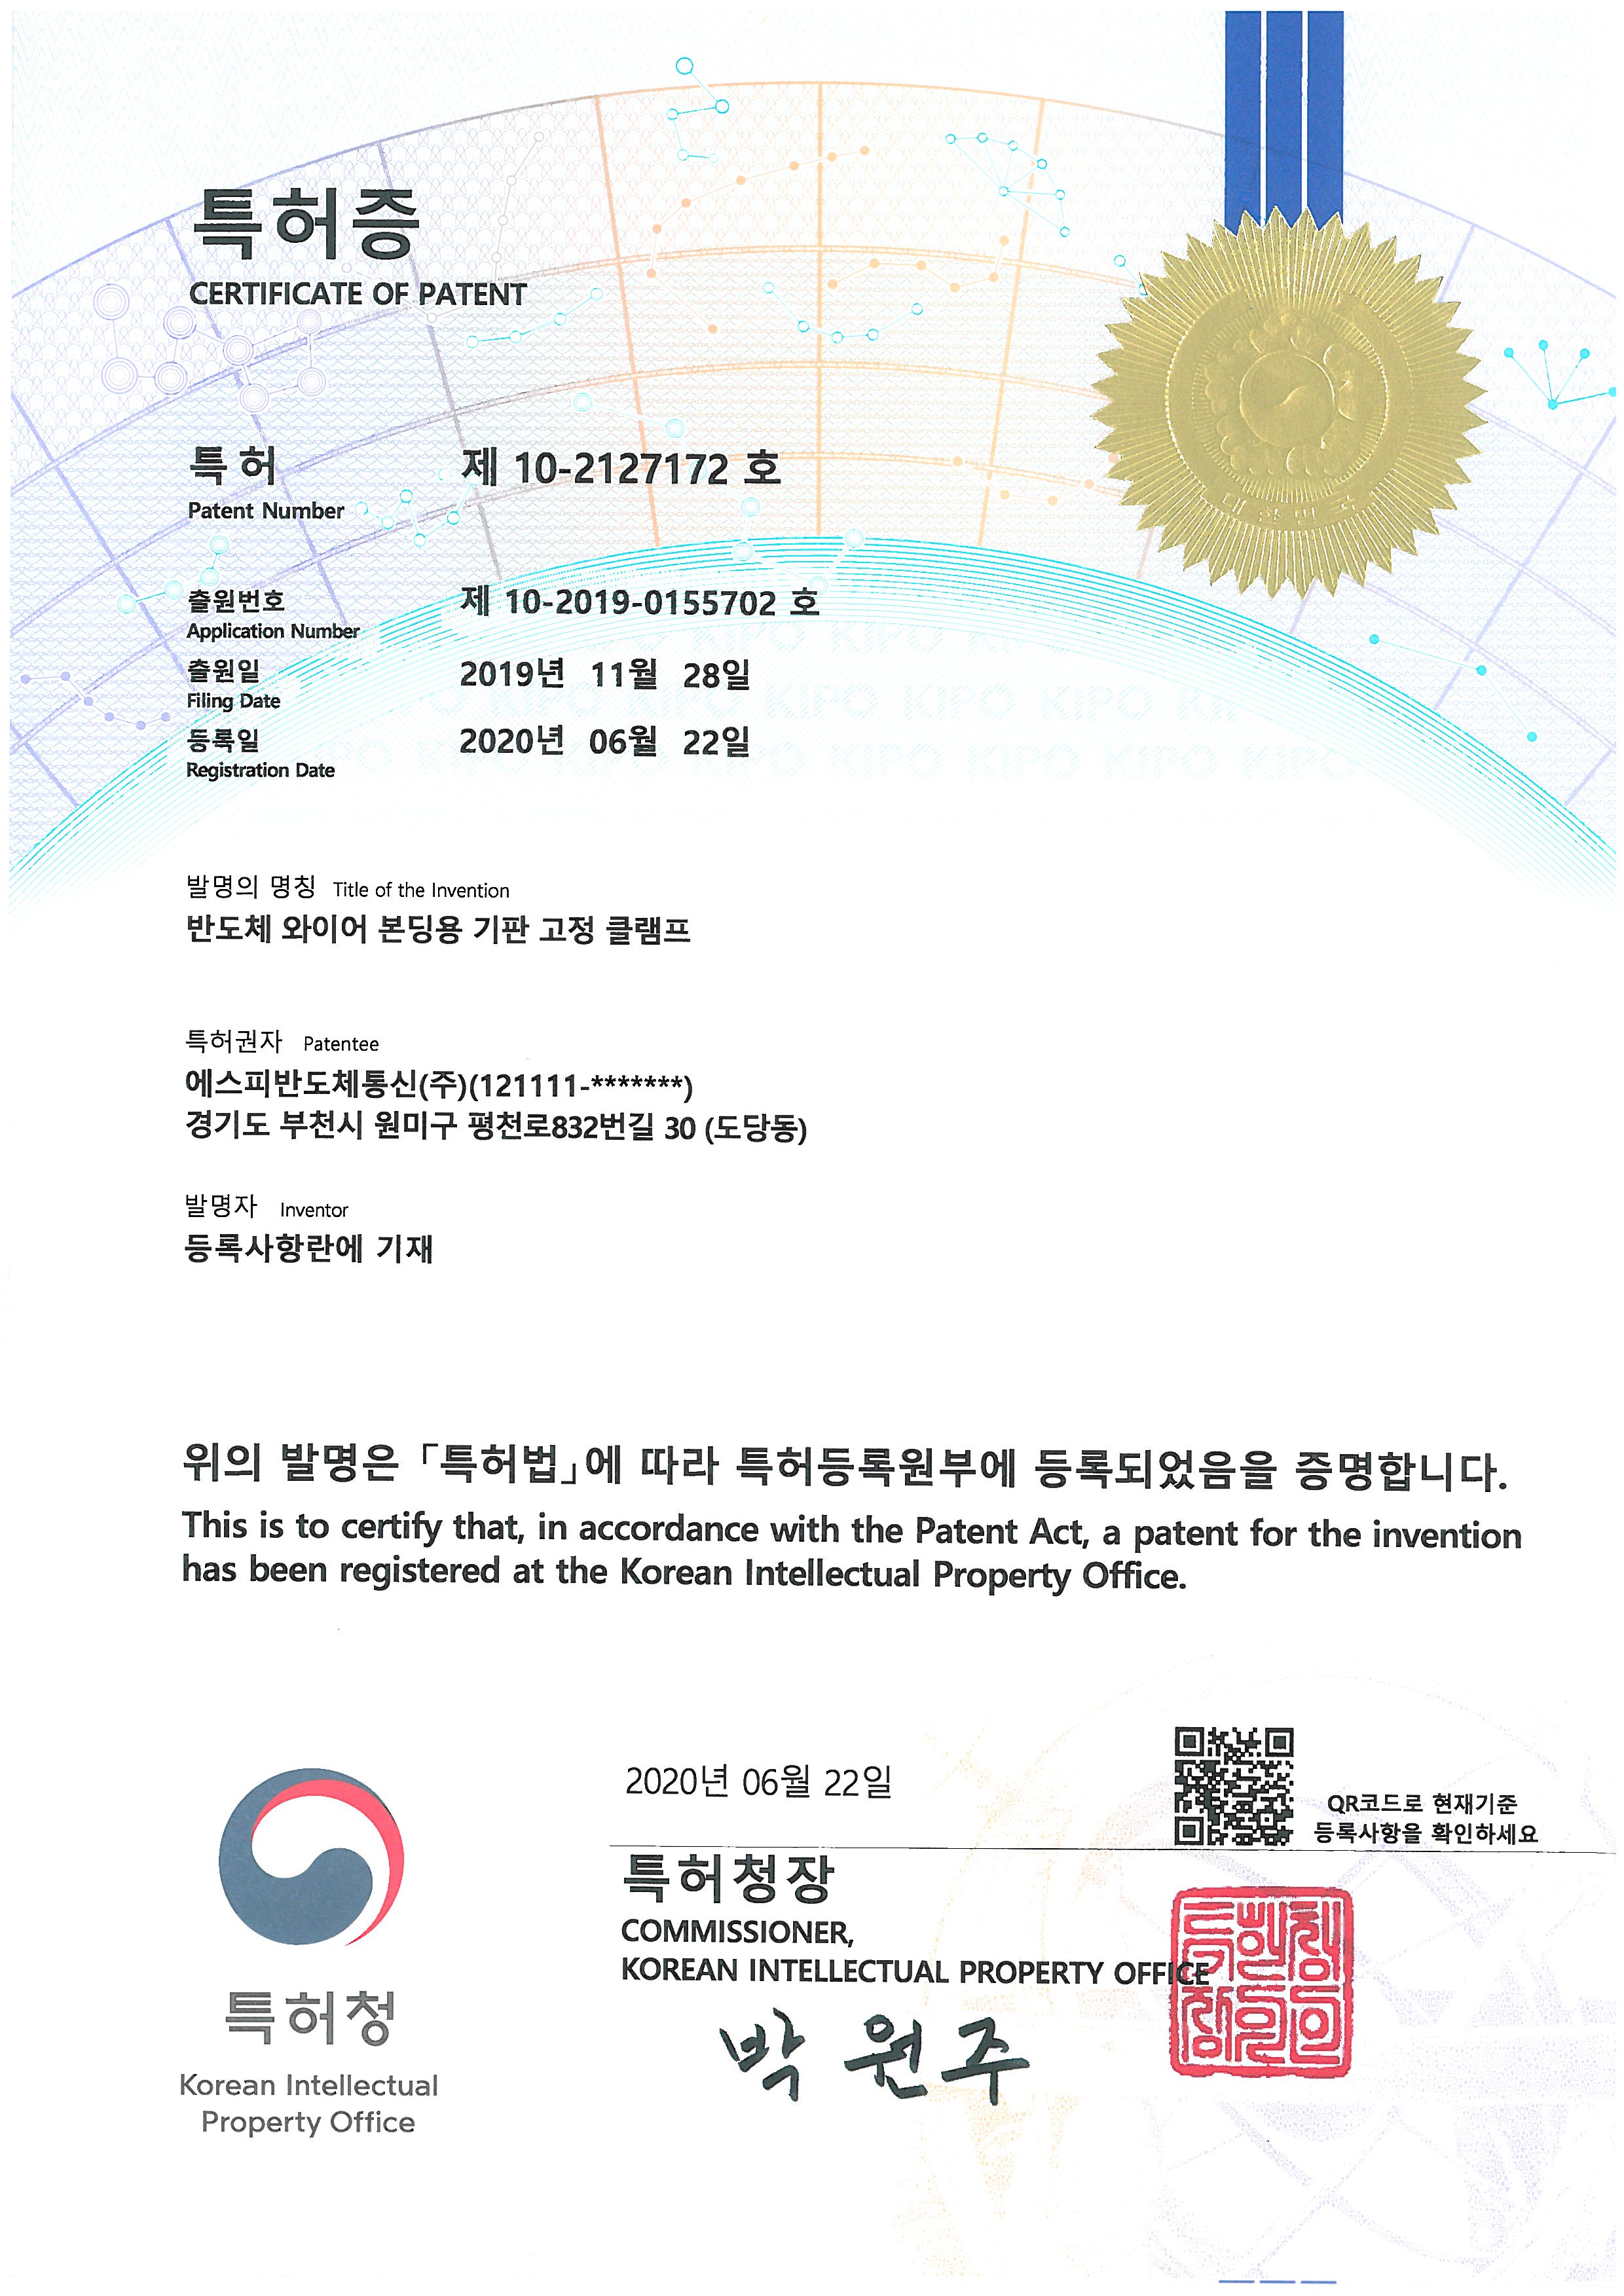 특허증
CERTIFICATE OF PATENT
특허 제 10-2127172 호
Patent Number
출원번호 제 10-2019-0155702 호
Application Number
출원일 2019년 11월 28일
Filing Date
등록일 2020년 06월 22일
Registration Date
발명의 명칭 Title of the Invention
반도체 와이어 본딩용 기판 고정 클램프
특허권자 Patentee
에스피반도체통신(주)(121111-*******)
경기도 부천시 원미구 평천로832번길 30 (도당동)
발명자 Inventor
등록사항란에 기재
위의 발명은 「특허법」에 따라 특허등록원부에 등록되었음을 증명합니다.
This is to certify that, in accordance with the Patent Act, a patent for the invention
has been registered at the Korean Intellectual Property Office.
2020년 06월 22일
QR코드로 현재기준
등록사항을 확인하세요
특허청장
COMMISSIONER,
KOREAN INTELLECTUAL PROPERTY OFFICE
박원주
특허청
Korean Intellectual
Property Office